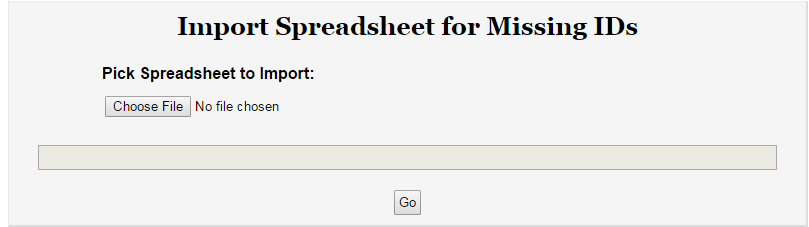 Import Spreadsheet for Missing IDs
Pick Spreadsheet to Import:
Choose File No file chosen
Go